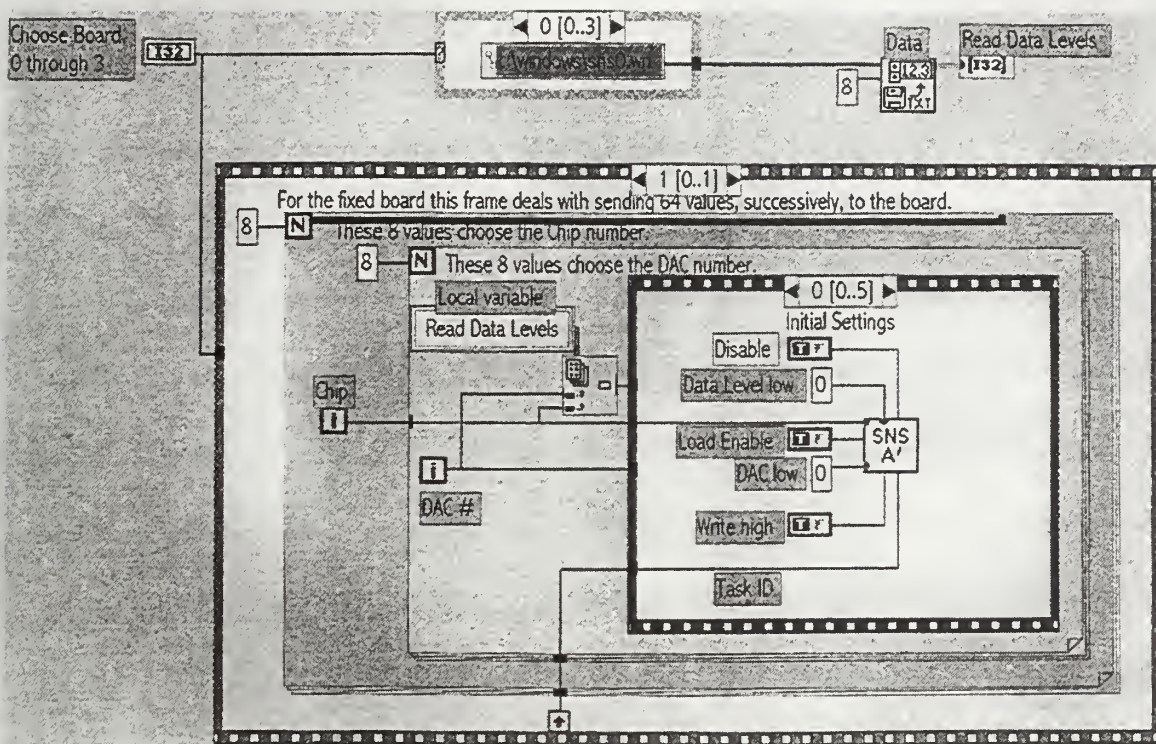 Choose Board,
0 through 3
I32
0 [0..3]
8
Data
12.3
TXT
Read Data Levels
[I32]
1 [0..1]
For the fixed board this frame deals with sending 64 values, successively, to the board.
8
N
These 8 values choose the Chip number.
8
N
These 8 values choose the DAC number.
Local variable
Read Data Levels
Chip
i
i
DAC #
0 [0..5]
Initial Settings
Disable
T F
Data Level low
0
Load Enable
T F
DAC low
0
Write high
T F
SNS
A'
Task ID